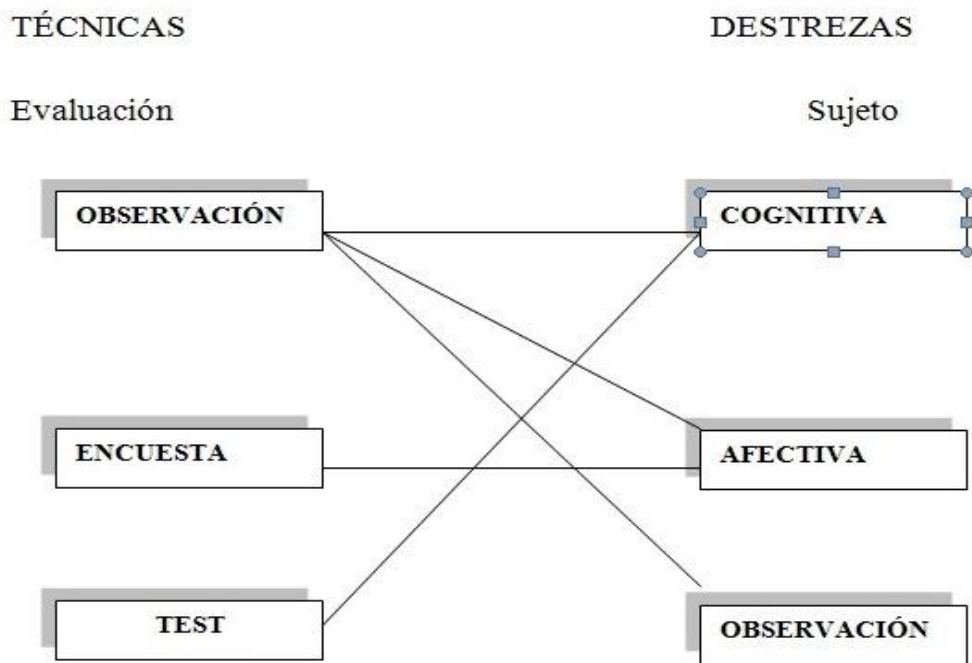 TÉCNICAS DESTREZAS
Evaluación Sujeto
OBSERVACIÓN COGNITIVA
ENCUESTA AFECTIVA
TEST OBSERVACIÓN